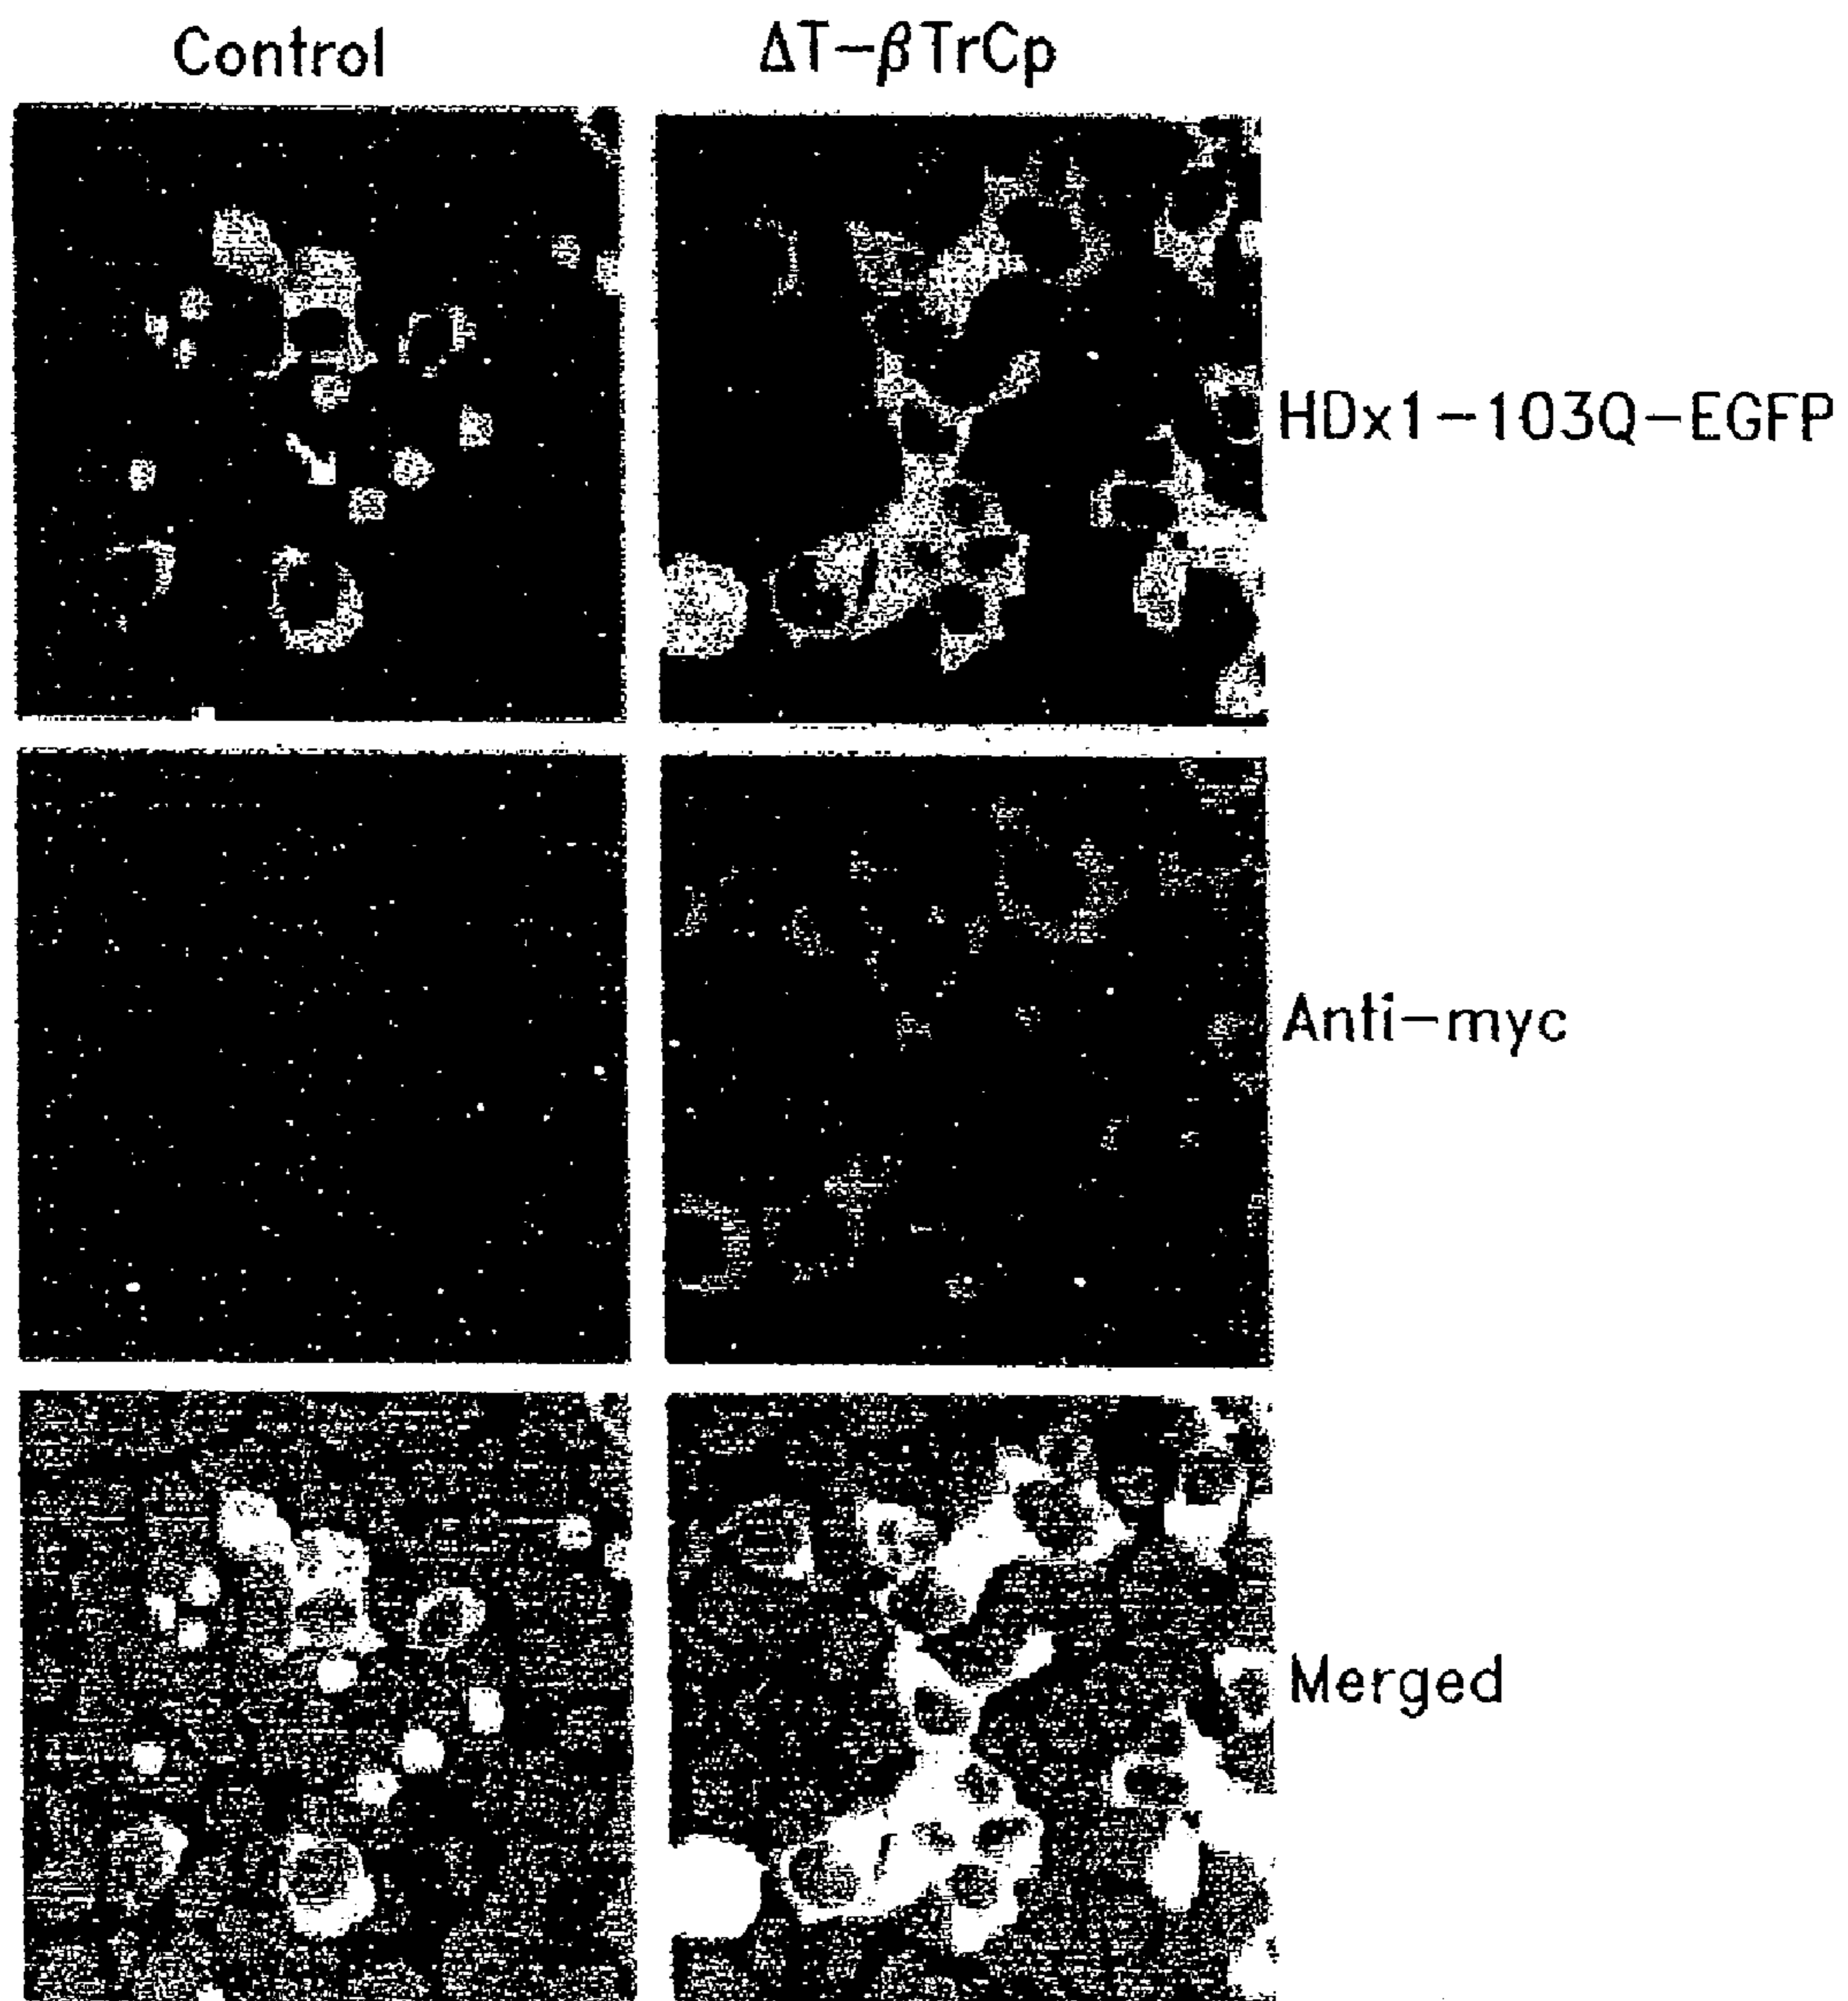 Control
ΔT-βTrCp
HDx1-103Q-EGFP
Anti-myc
Merged